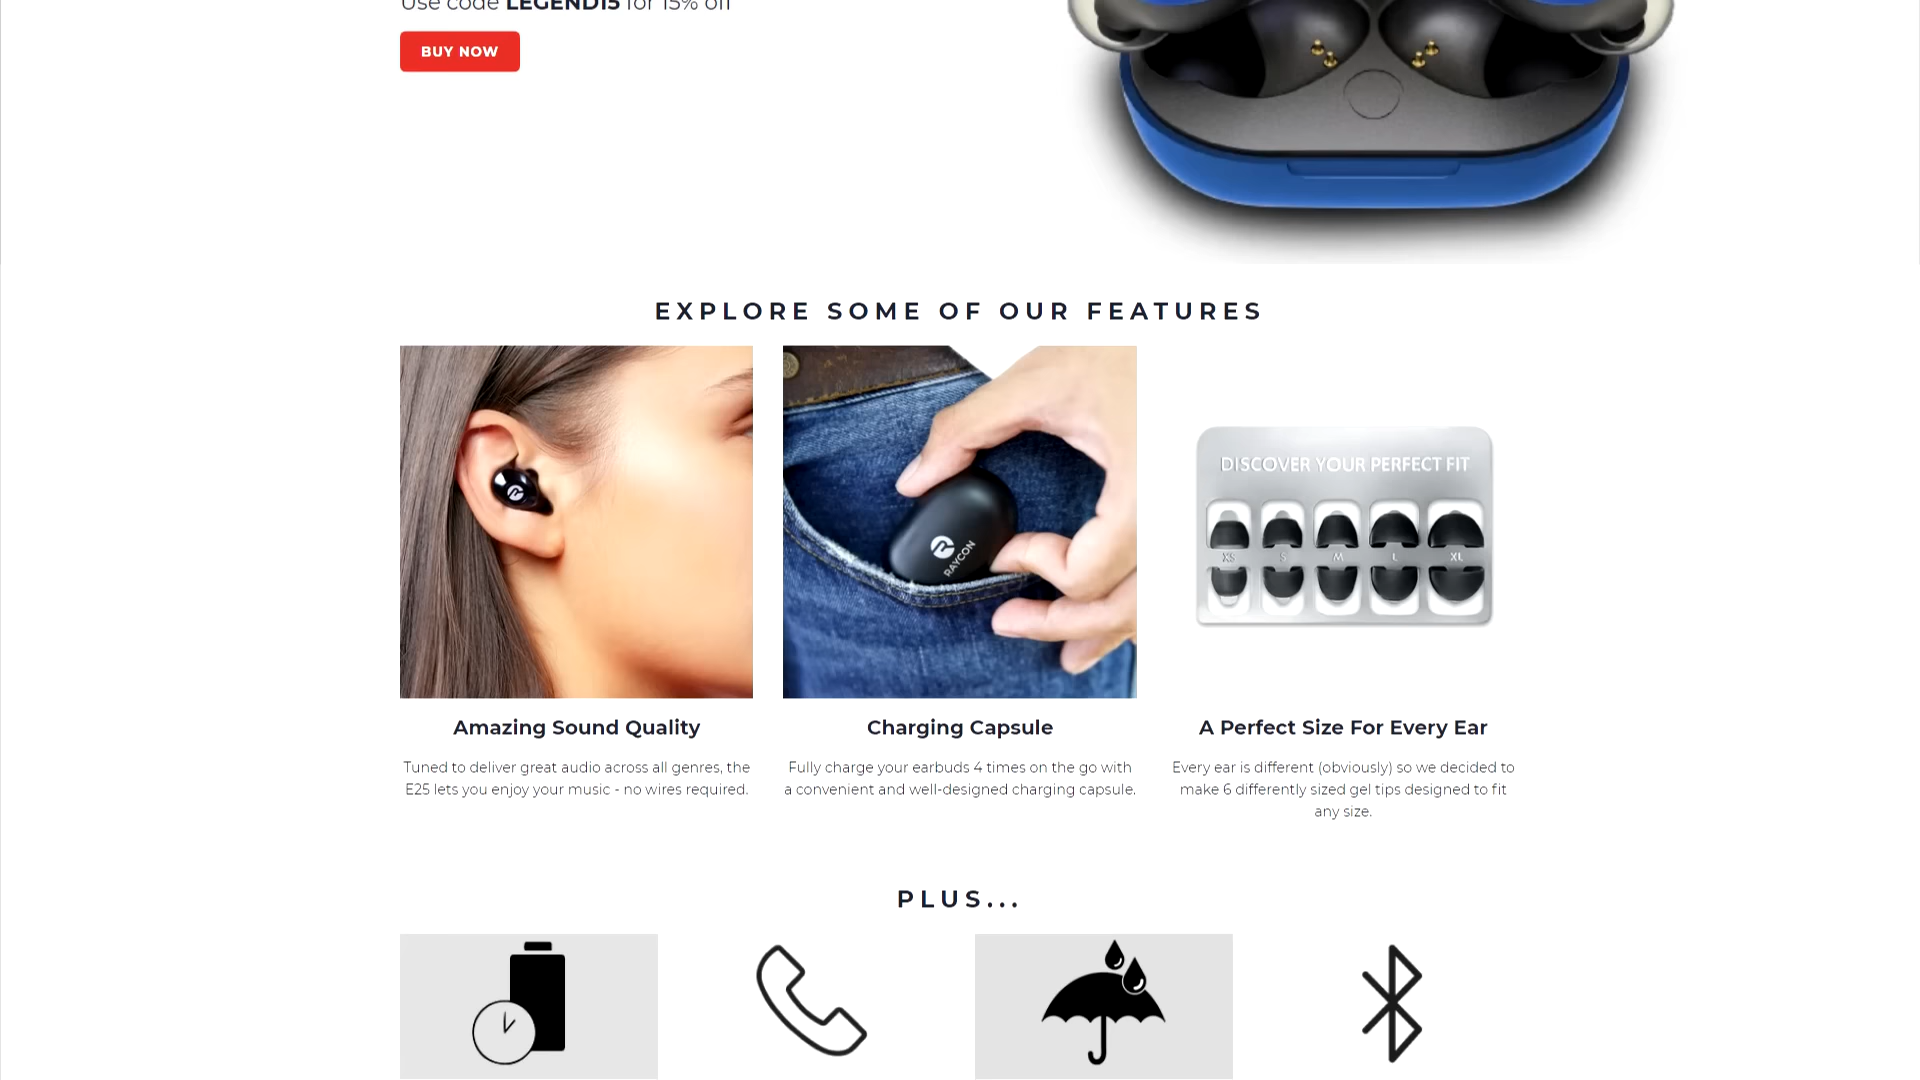 Use code LEGEND15 for 15% off
BUY NOW
EXPLORE SOME OF OUR FEATURES
RAYCON
DISCOVER YOUR PERFECT FIT
XS S M L XL
Amazing Sound Quality
Charging Capsule
A Perfect Size For Every Ear
Tuned to deliver great audio across all genres, the
E25 lets you enjoy your music - no wires required.
Fully charge your earbuds 4 times on the go with
a convenient and well-designed charging capsule.
Every ear is different (obviously) so we decided to
make 6 differently sized gel tips designed to fit
any size.
PLUS...